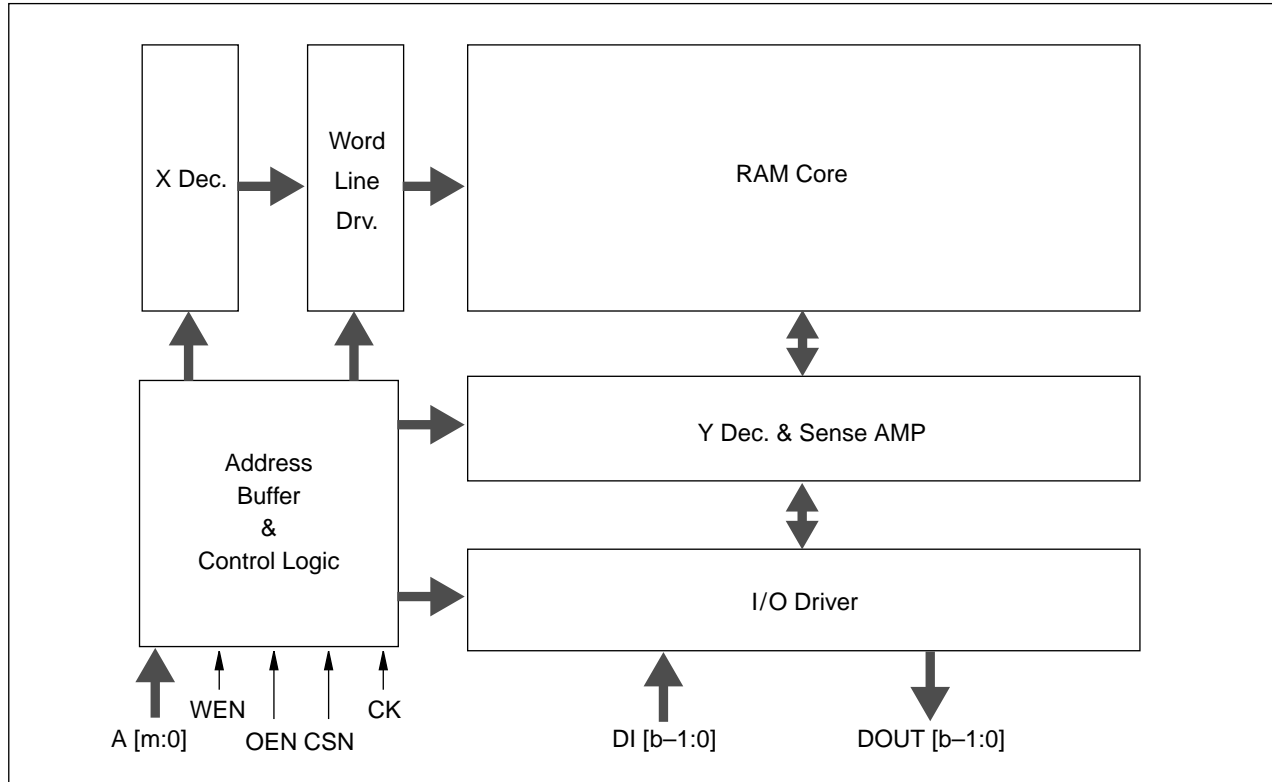 X Dec.
Word
Line
Drv.
RAM Core
Address
Buffer
&
Control Logic
Y Dec. & Sense AMP
I/O Driver
WEN
CK
A [m:0]
OEN CSN
DI [b–1:0]
DOUT [b–1:0]